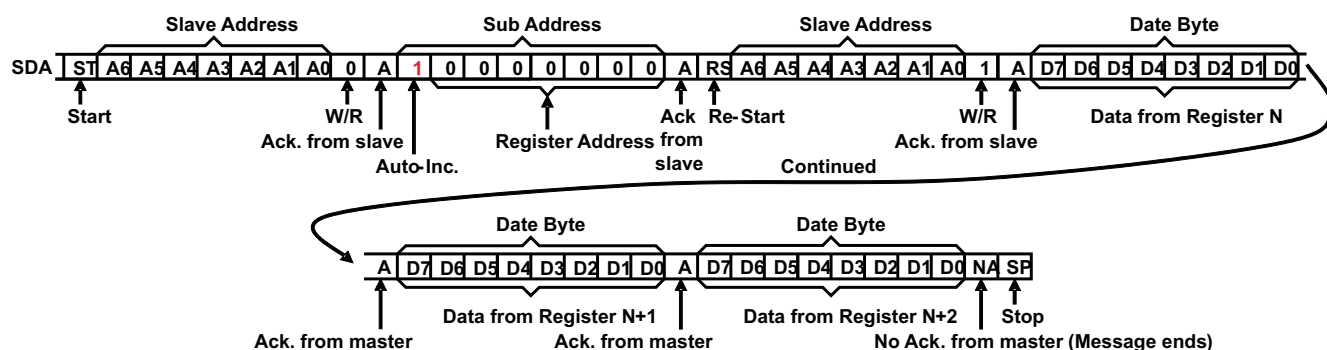 Slave Address Sub Address Slave Address Date Byte
SDA ST A6 A5 A4 A3 A2 A1 A0 0 A 1 0 0 0 0 0 0 0 A RS A6 A5 A4 A3 A2 A1 A0 1 A D7 D6 D5 D4 D3 D2 D1 D0
Start W/R Register Address Ack from slave Re-Start W/R Data from Register N
Ack. from slave Ack. from slave
Auto-Inc. Continued
Date Byte Date Byte
A D7 D6 D5 D4 D3 D2 D1 D0 A D7 D6 D5 D4 D3 D2 D1 D0 NA SP
Data from Register N+1 Data from Register N+2 Stop
Ack. from master Ack. from master No Ack. from master (Message ends)